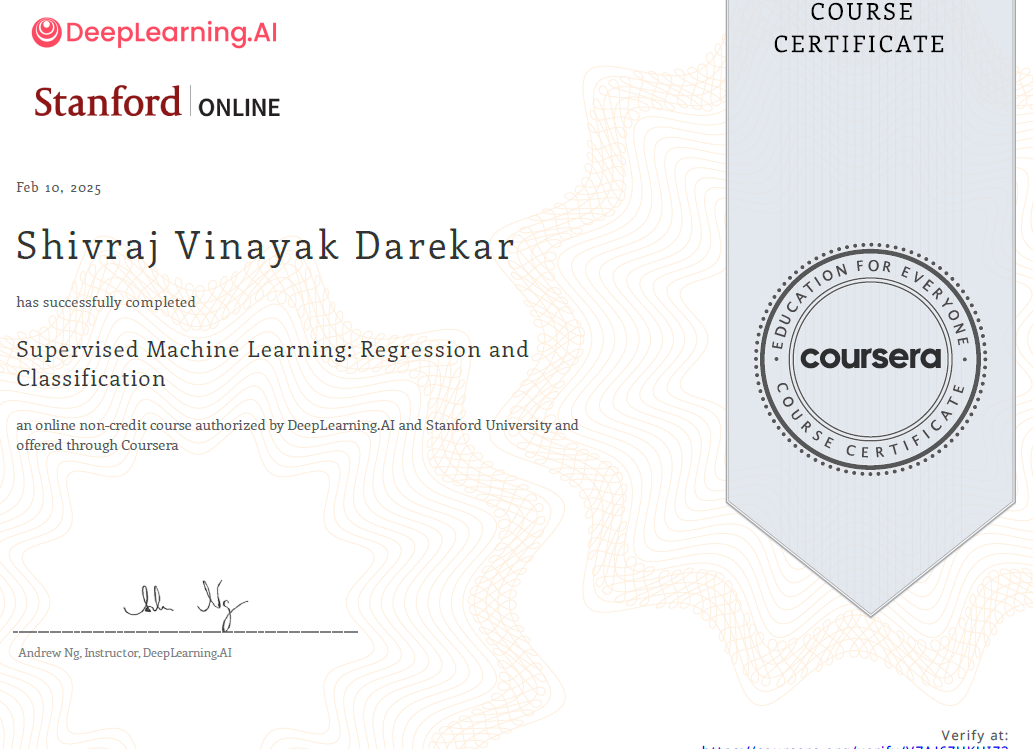 DeepLearning.AI
Stanford ONLINE
COURSE
CERTIFICATE
Feb 10, 2025
Shivraj Vinayak Darekar
has successfully completed
Supervised Machine Learning: Regression and
Classification
an online non-credit course authorized by DeepLearning.AI and Stanford University and
offered through Coursera
EDUCATION FOR EVERYONE
coursera
COURSE CERTIFICATE
Andrew Ng, Instructor, DeepLearning.AI
Verify at: